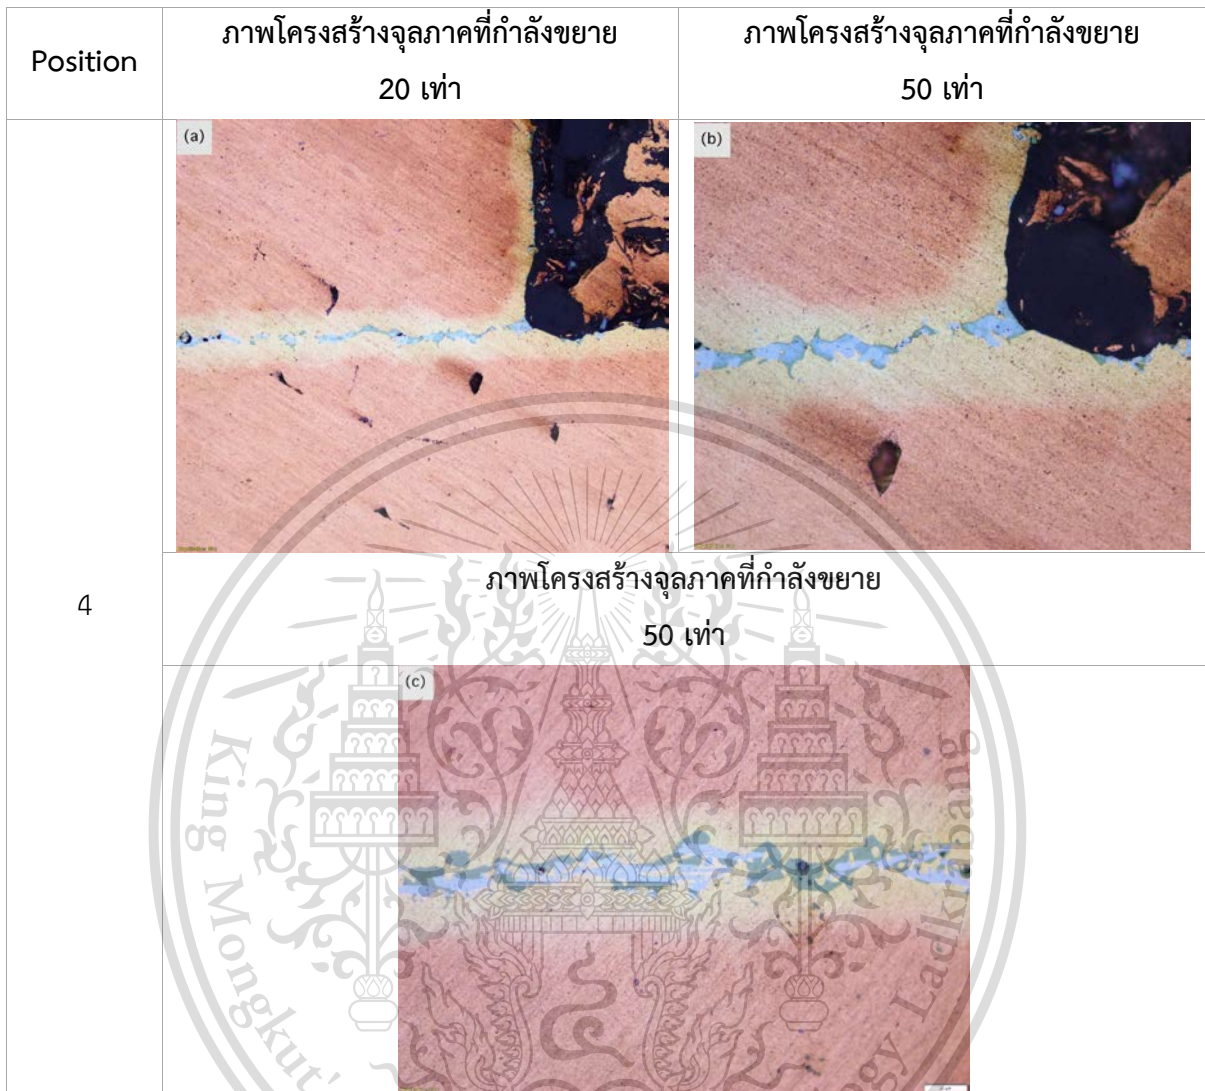 Position
ภาพโครงสร้างจุลภาคที่กำลังขยาย
20 เท่า
ภาพโครงสร้างจุลภาคที่กำลังขยาย
50 เท่า
(a)
(b)
4
ภาพโครงสร้างจุลภาคที่กำลังขยาย
50 เท่า
(c)
King Mongkut's
gy Ladkrabang